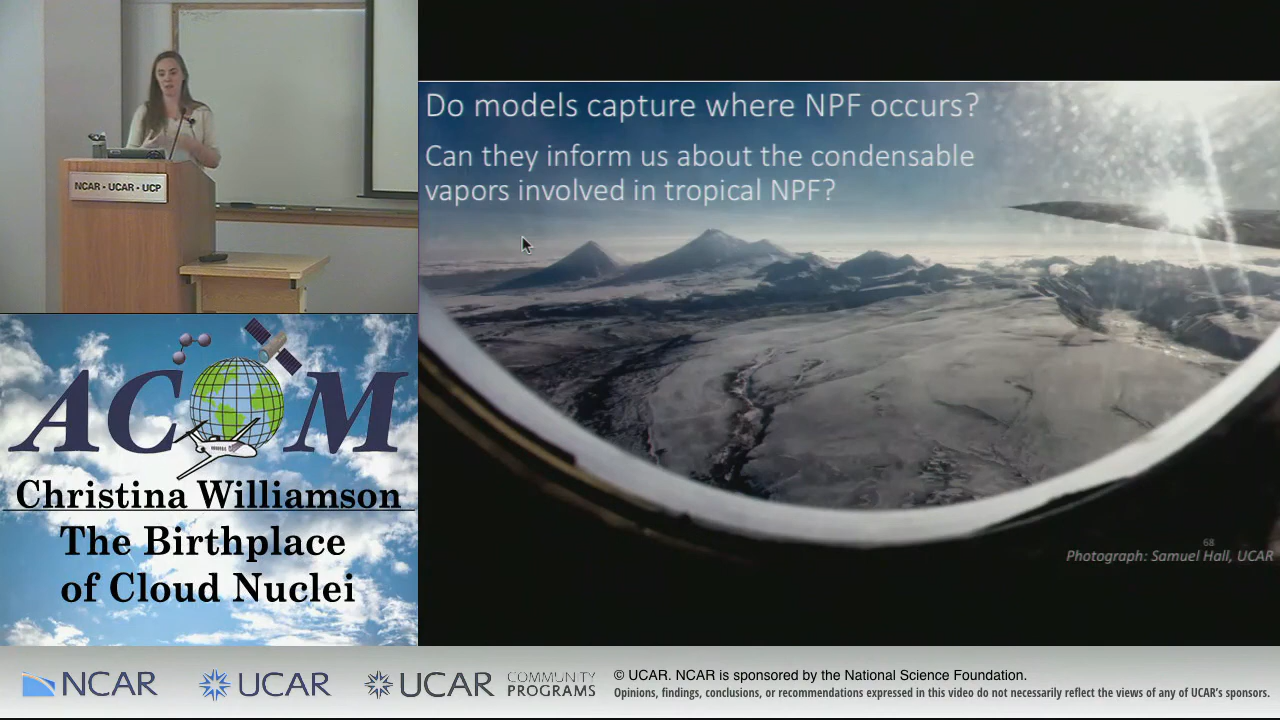 NCAR • UCAR • UCP
Do models capture where NPF occurs?
Can they inform us about the condensable
vapors involved in tropical NPF?
68
Photograph: Samuel Hall, UCAR
ACOM
Christina Williamson
The Birthplace
of Cloud Nuclei
NCAR
UCAR
UCAR
COMMUNITY
PROGRAMS
© UCAR. NCAR is sponsored by the National Science Foundation.
Opinions, findings, conclusions, or recommendations expressed in this video do not necessarily reflect the views of any of UCAR's sponsors.